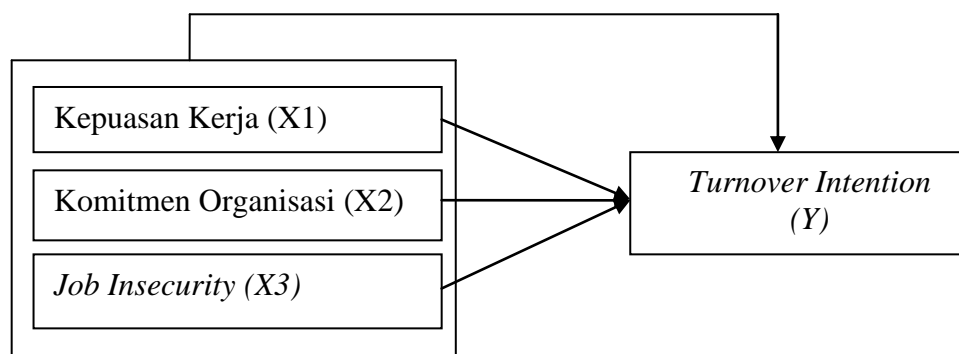 Kepuasan Kerja (X1)
Komitmen Organisasi (X2)
Job Insecurity (X3)
Turnover Intention
(Y)